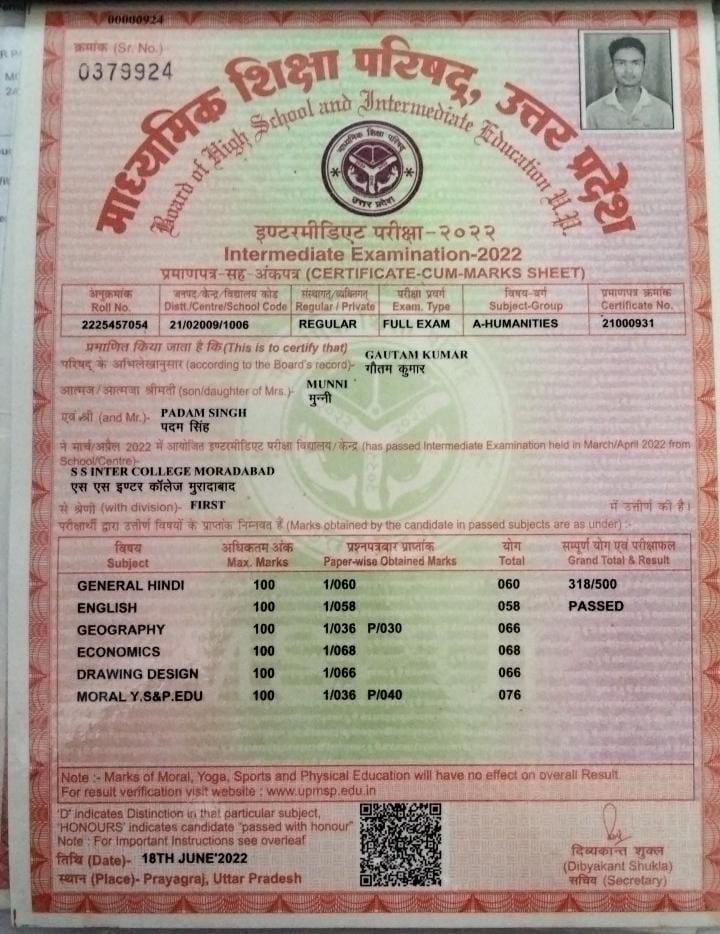 00000924
क्रमांक (Sr. No.)
0379924
माध्यमिक शिक्षा परिषद्, उत्तर प्रदेश
Board of High School and Intermediate Education U.P.
माध्यमिक शिक्षा परिषद्
उत्तर प्रदेश
इण्टरमीडिएट परीक्षा-२०२२
Intermediate Examination-2022
प्रमाणपत्र-सह-अंकपत्र (CERTIFICATE-CUM-MARKS SHEET)
अनुक्रमांक जनपद/केन्द्र/विद्यालय कोड संस्थागत/व्यक्तिगत परीक्षा प्रवर्ग विषय-वर्ग प्रमाणपत्र क्रमांक
Roll No. Distt./Centre/School Code Regular / Private Exam. Type Subject-Group Certificate No.
2225457054 21/02009/1006 REGULAR FULL EXAM A-HUMANITIES 21000931
प्रमाणित किया जाता है कि (This is to certify that)
GAUTAM KUMAR
परिषद् के अभिलेखानुसार (according to the Board's record)- गौतम कुमार
आत्मज/आत्मजा श्रीमती (son/daughter of Mrs.)- MUNNI
मुन्नी
एवं श्री (and Mr.)- PADAM SINGH
पदम सिंह
ने मार्च/अप्रैल 2022 में आयोजित इण्टरमीडिएट परीक्षा विद्यालय/केन्द्र (has passed Intermediate Examination held in March/April 2022 from
School/Centre)-
S S INTER COLLEGE MORADABAD
एस एस इण्टर कॉलेज मुरादाबाद
से श्रेणी (with division)- FIRST में उत्तीर्ण की है।
परीक्षार्थी द्वारा उत्तीर्ण विषयों के प्राप्तांक निम्नवत् हैं (Marks obtained by the candidate in passed subjects are as under) :-
विषय अधिकतम अंक प्रश्नपत्रवार प्राप्तांक योग सम्पूर्ण योग एवं परीक्षाफल
Subject Max. Marks Paper-wise Obtained Marks Total Grand Total & Result
GENERAL HINDI 100 1/060 060 318/500
ENGLISH 100 1/058 058 PASSED
GEOGRAPHY 100 1/036 P/030 066
ECONOMICS 100 1/068 068
DRAWING DESIGN 100 1/066 066
MORAL Y.S&P.EDU 100 1/036 P/040 076
Note :- Marks of Moral, Yoga, Sports and Physical Education will have no effect on overall Result
For result verification visit website : www.upmsp.edu.in
'D' indicates Distinction in that particular subject,
'HONOURS' indicates candidate "passed with honour"
Note : For Important Instructions see overleaf
तिथि (Date)- 18TH JUNE'2022
स्थान (Place)- Prayagraj, Uttar Pradesh
दिव्यकान्त शुक्ल
(Dibyakant Shukla)
सचिव (Secretary)